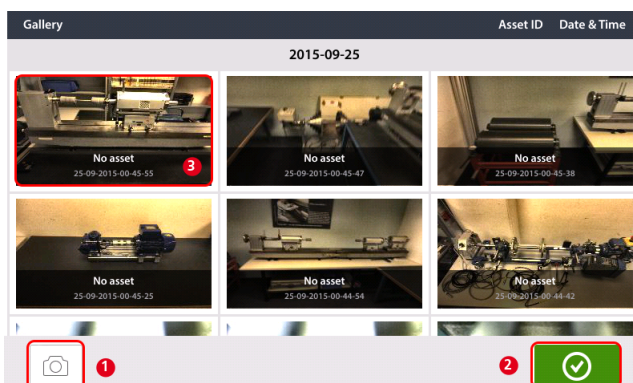 Gallery
Asset ID Date & Time
2015-09-25
No asset
3
25-09-2015-00-45-55
No asset
25-09-2015-00-45-47
No asset
25-09-2015-00-45-38
No asset
25-09-2015-00-45-25
No asset
25-09-2015-00-44-54
No asset
25-09-2015-00-44-42
1
2